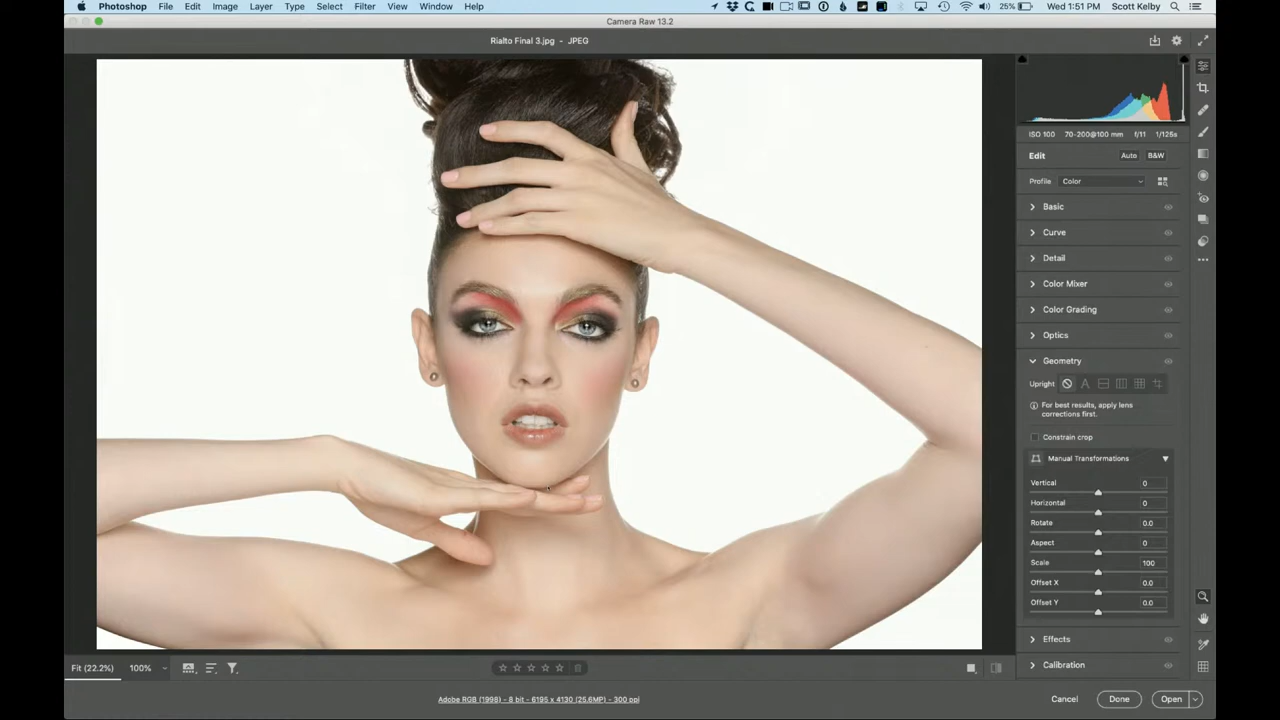 Photoshop File Edit Image Layer Type Select Filter View Window Help
25% Wed 1:51 PM Scott Kelby
Camera Raw 13.2
Rialto Final 3.jpg - JPEG
ISO 100 70-200@100 mm f/11 1/125s
Edit Auto B&W
Profile Color
Basic
Curve
Detail
Color Mixer
Color Grading
Optics
Geometry
Upright A
For best results, apply lens
corrections first.
Constrain crop
Manual Transformations
Vertical 0
Horizontal 0
Rotate 0.0
Aspect 0
Scale 100
Offset X 0.0
Offset Y 0.0
Effects
Calibration
Fit (22.2%) 100%
Adobe RGB (1998) - 8 bit - 6195 x 4130 (25.6MP) - 300 ppi
Cancel Done Open